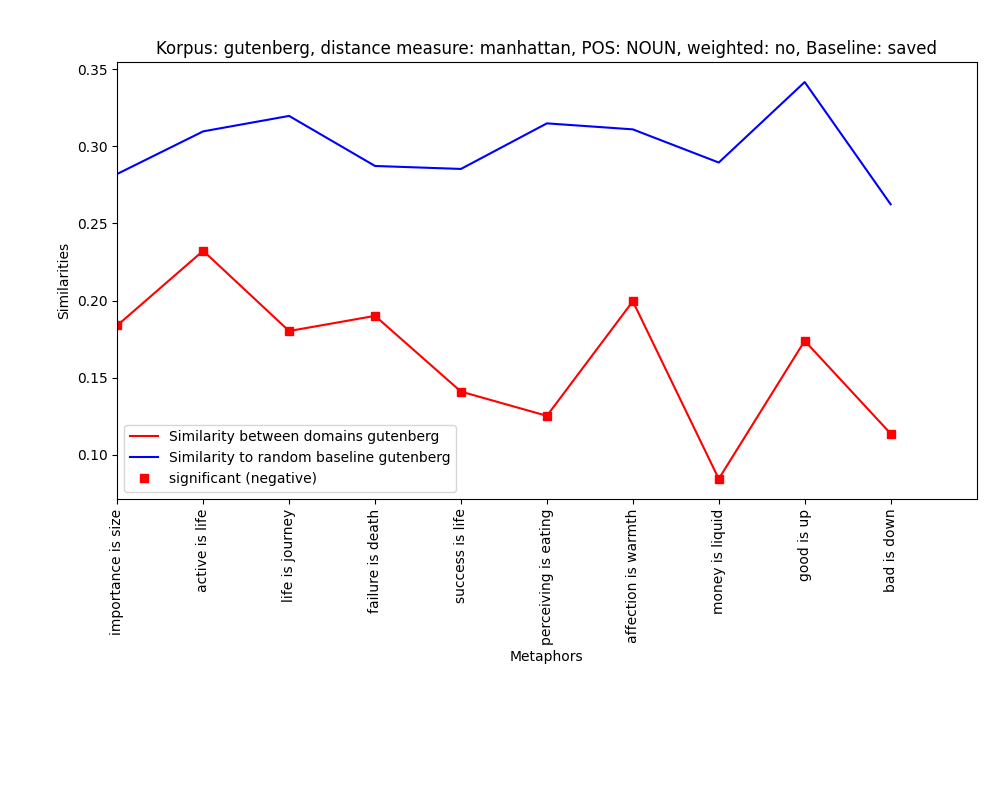 Korpus: gutenberg, distance measure: manhattan, POS: NOUN, weighted: no, Baseline: saved
0.35
0.30
0.25
0.20
0.15
0.10
Similarities
Similarity between domains gutenberg
Similarity to random baseline gutenberg
significant (negative)
importance is size
active is life
life is journey
failure is death
success is life
perceiving is eating
affection is warmth
money is liquid
good is up
bad is down
Metaphors